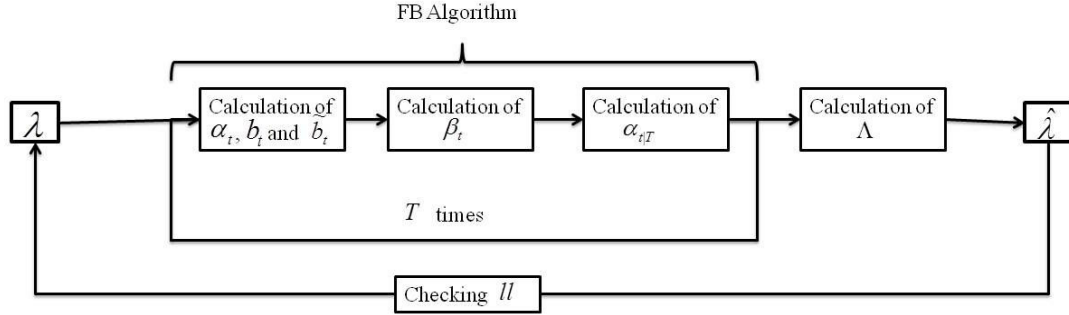 FB Algorithm
λ
Calculation of
α_t, b_t and b̃_t
Calculation of
β_t
Calculation of
α_{t|T}
Calculation of
Λ
λ̂
T times
Checking ll